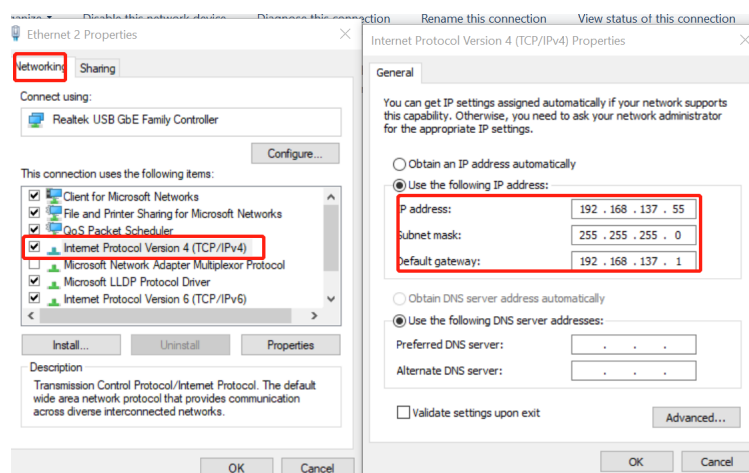 Disable this network device Diagnose this connection Rename this connection View status of this connection
Ethernet 2 Properties
Networking Sharing
Connect using:
Realtek USB GbE Family Controller
Configure...
This connection uses the following items:
Client for Microsoft Networks
File and Printer Sharing for Microsoft Networks
QoS Packet Scheduler
Internet Protocol Version 4 (TCP/IPv4)
Microsoft Network Adapter Multiplexor Protocol
Microsoft LLDP Protocol Driver
Internet Protocol Version 6 (TCP/IPv6)
Install... Uninstall Properties
Description
Transmission Control Protocol/Internet Protocol. The default
wide area network protocol that provides communication
across diverse interconnected networks.
OK Cancel
Internet Protocol Version 4 (TCP/IPv4) Properties
General
You can get IP settings assigned automatically if your network supports
this capability. Otherwise, you need to ask your network administrator
for the appropriate IP settings.
Obtain an IP address automatically
Use the following IP address:
IP address: 192 . 168 . 137 . 55
Subnet mask: 255 . 255 . 255 . 0
Default gateway: 192 . 168 . 137 . 1
Obtain DNS server address automatically
Use the following DNS server addresses:
Preferred DNS server: . . .
Alternate DNS server: . . .
Validate settings upon exit
Advanced...
OK Cancel